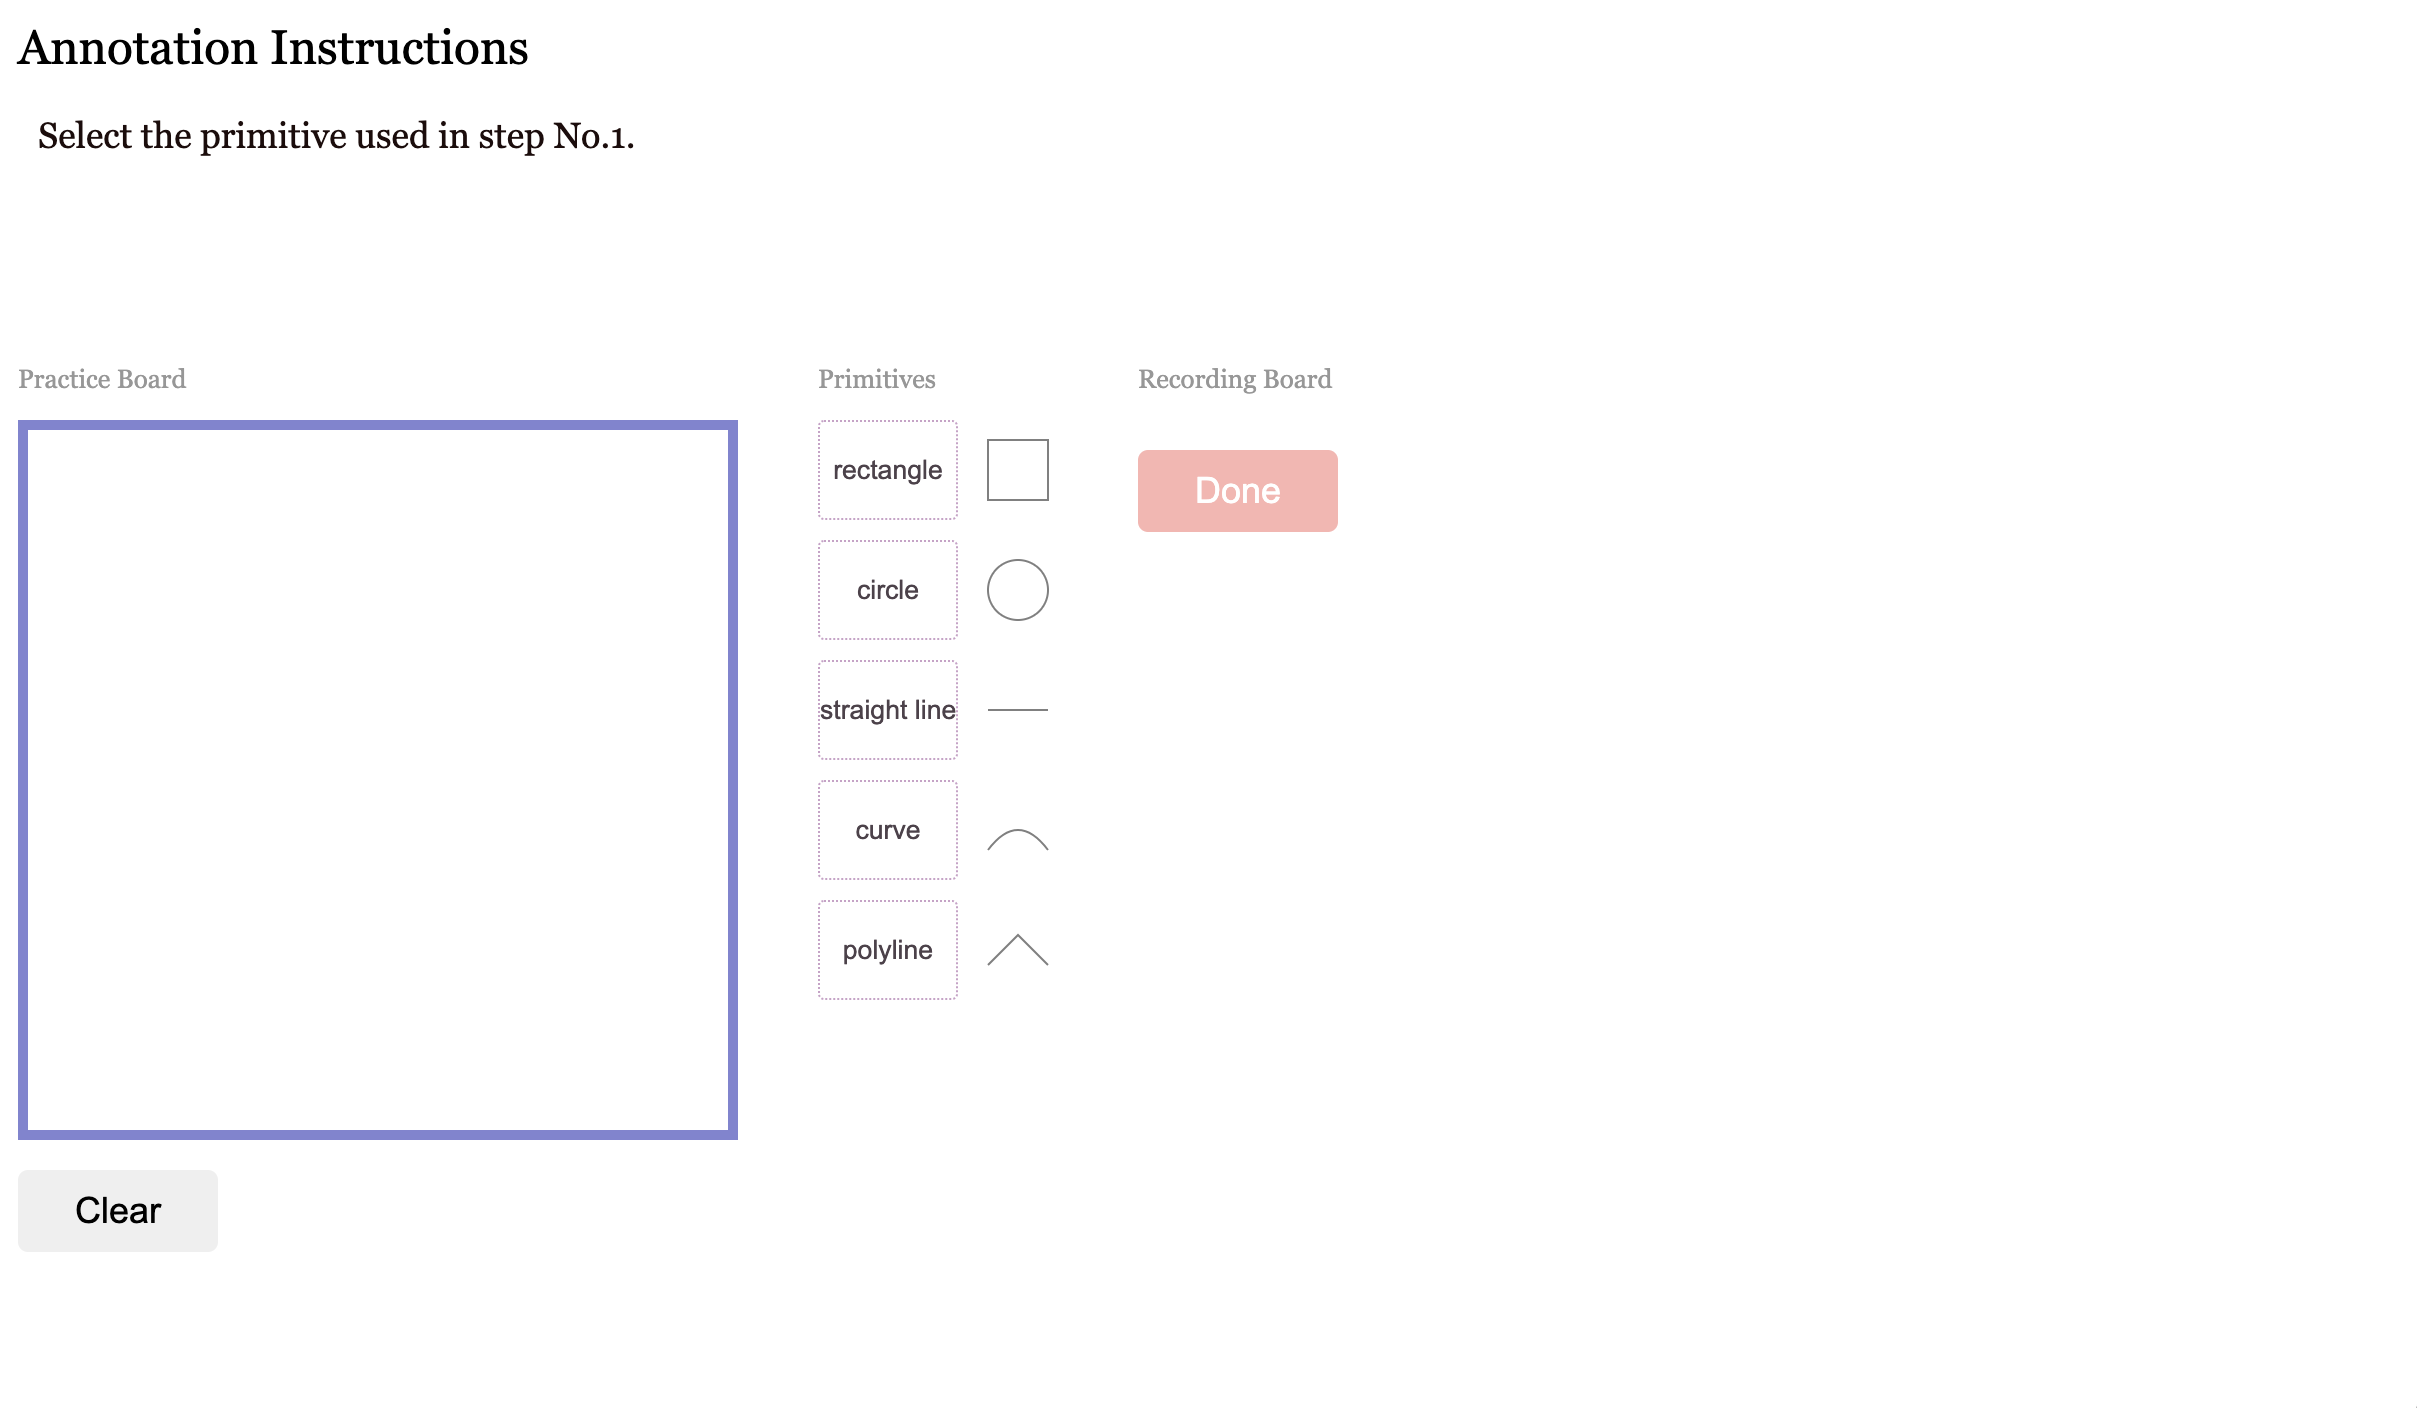 Annotation Instructions
Select the primitive used in step No.1.
Practice Board
Primitives
Recording Board
rectangle
Done
circle
straight line
curve
polyline
Clear